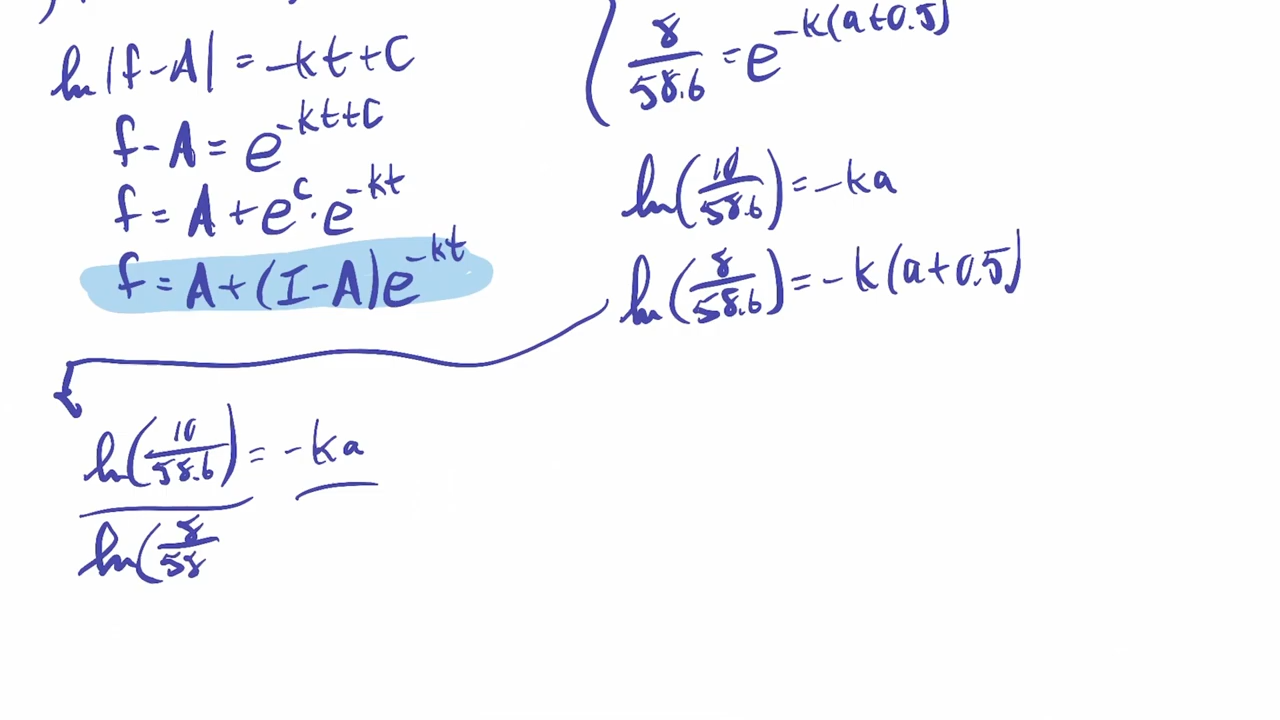 ln|f-A| = -kt+C
f-A = e^{-kt+C}
f = A + e^C · e^{-kt}
f = A + (I-A)e^{-kt}
8/58.6 = e^{-k(a+0.5)}
ln(10/58.6) = -ka
ln(8/58.6) = -k(a+0.5)
ln(10/58.6) = -ka
ln(8/58